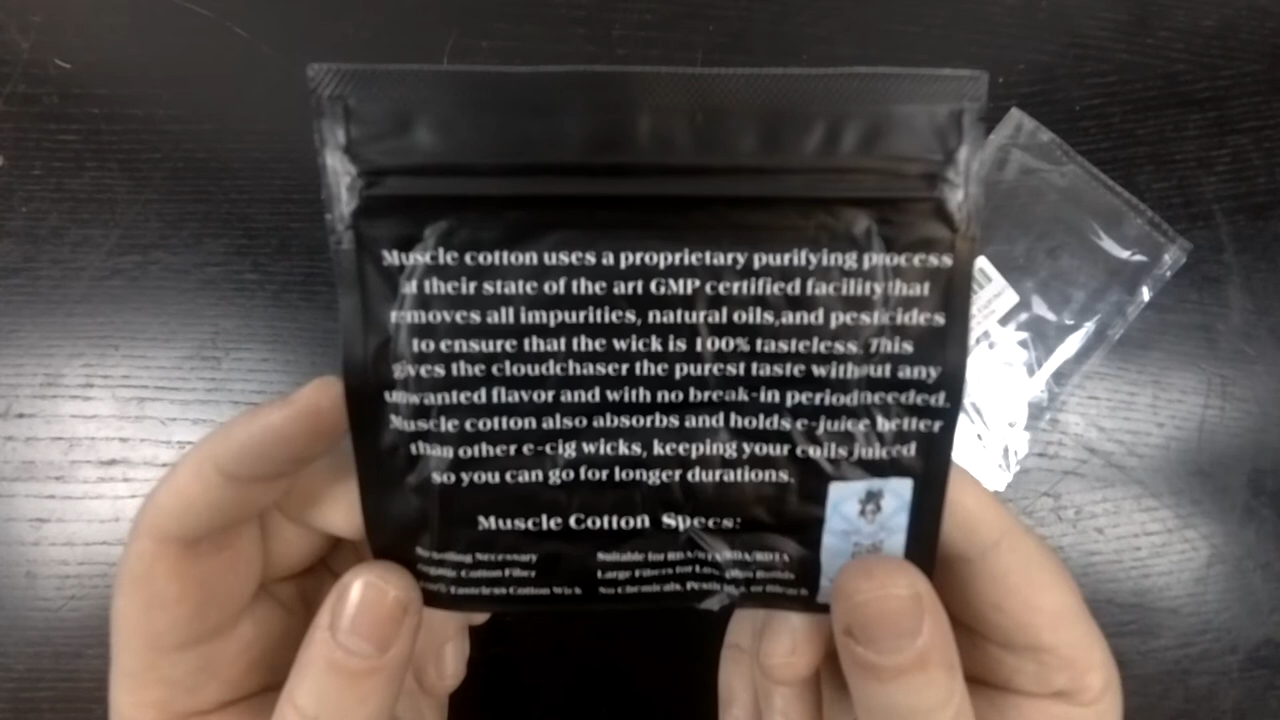 Muscle cotton uses a proprietary purifying process
at their state of the art GMP certified facility that
removes all impurities, natural oils,and pesticides
to ensure that the wick is 100% tasteless. This
gives the cloudchaser the purest taste without any
unwanted flavor and with no break-in period needed.
Muscle cotton also absorbs and holds e-juice better
than other e-cig wicks, keeping your coils juiced
so you can go for longer durations.
Muscle Cotton Specs:
Necessary Suitable for
Cotton Fiber Large Fibers for Builds
Tasteless Cotton Wick No Chemicals, or Bleach